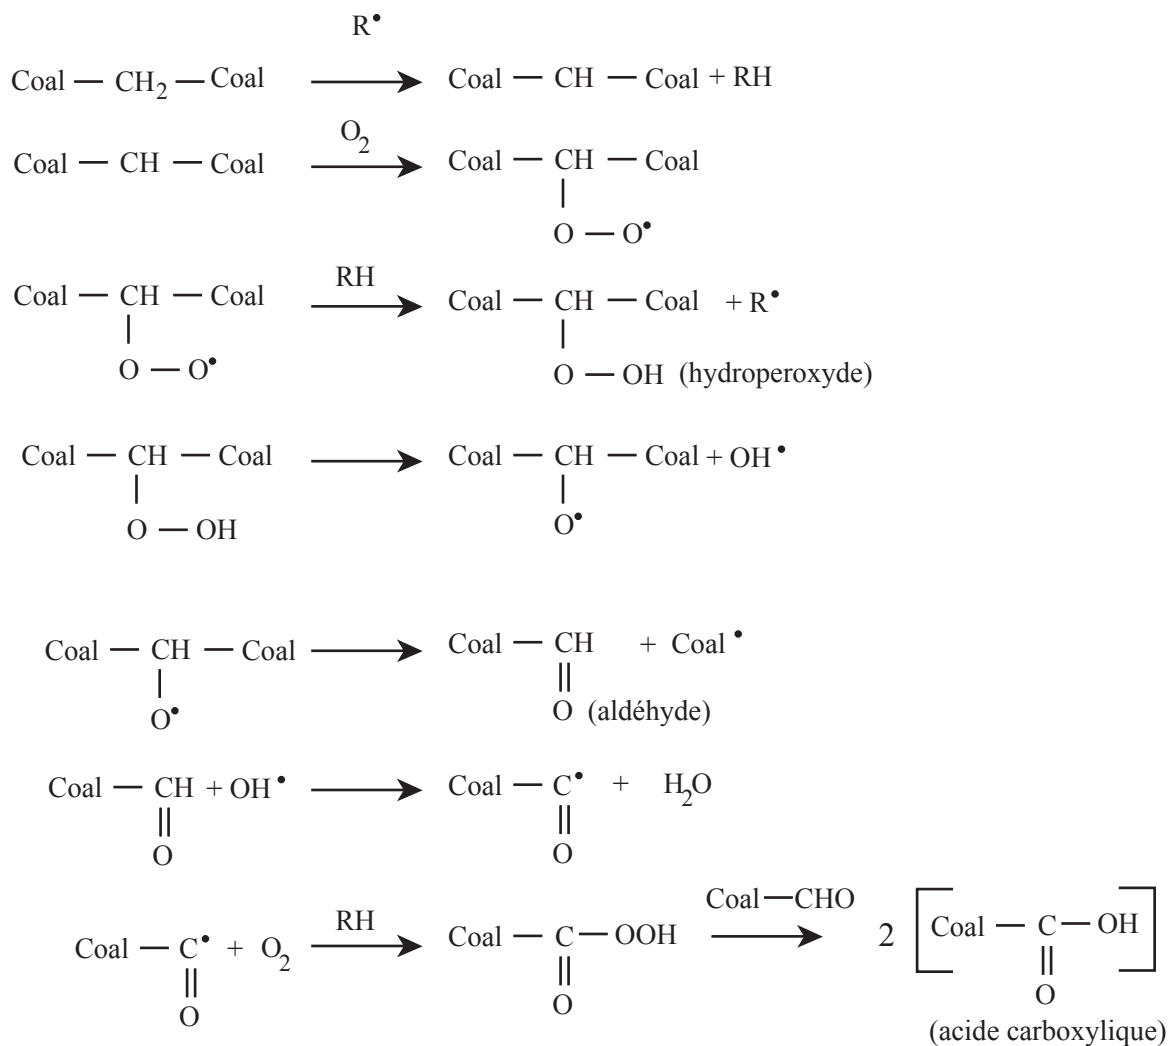 R•
Coal — CH₂ — Coal → Coal — CH — Coal + RH
O₂
Coal — CH — Coal → Coal — CH — Coal
O — O•
RH
Coal — CH — Coal → Coal — CH — Coal + R•
O — O• O — OH (hydroperoxyde)
Coal — CH — Coal → Coal — CH — Coal + OH•
O — OH O•
Coal — CH — Coal → Coal — CH + Coal•
O• O (aldéhyde)
Coal — CH + OH• → Coal — C• + H₂O
O O
RH Coal—CHO
Coal — C• + O₂ → Coal — C — OOH → 2 [Coal — C — OH]
O O O
(acide carboxylique)